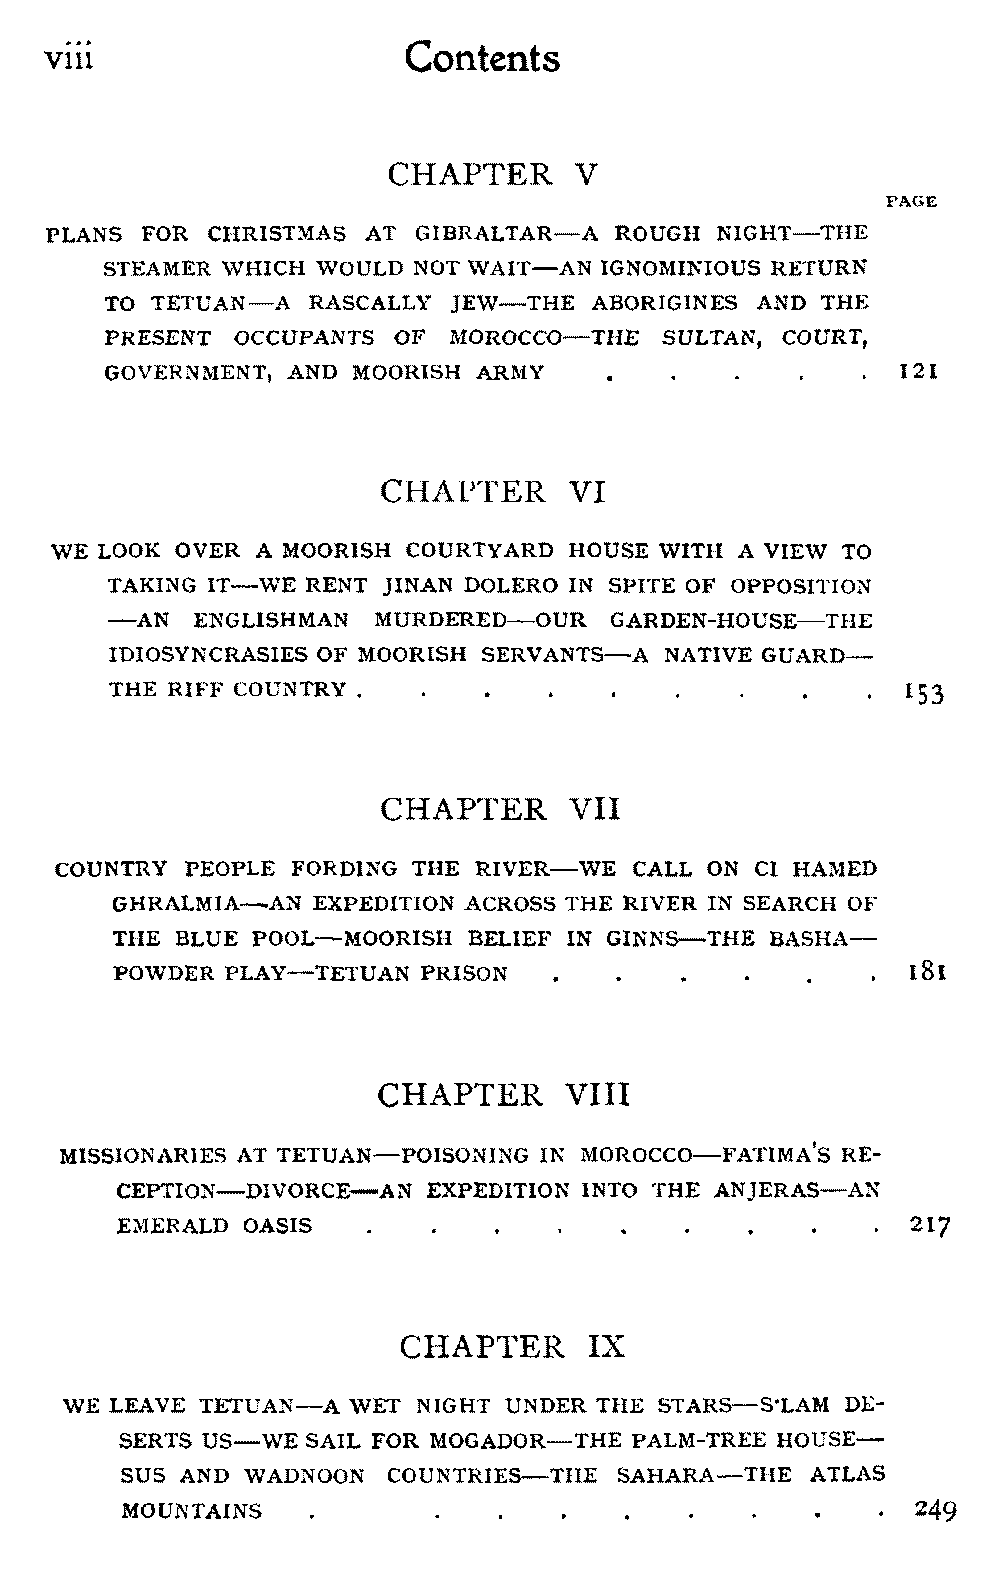 viii Contents
CHAPTER V
PAGE
PLANS FOR CHRISTMAS AT GIBRALTAR—A ROUGH NIGHT—THE
STEAMER WHICH WOULD NOT WAIT—AN IGNOMINIOUS RETURN
TO TETUAN—A RASCALLY JEW—THE ABORIGINES AND THE
PRESENT OCCUPANTS OF MOROCCO—THE SULTAN, COURT,
GOVERNMENT, AND MOORISH ARMY . . . . . 121
CHAPTER VI
WE LOOK OVER A MOORISH COURTYARD HOUSE WITH A VIEW TO
TAKING IT—WE RENT JINAN DOLERO IN SPITE OF OPPOSITION
—AN ENGLISHMAN MURDERED—OUR GARDEN-HOUSE—THE
IDIOSYNCRASIES OF MOORISH SERVANTS—A NATIVE GUARD—
THE RIFF COUNTRY . . . . . . . . . 153
CHAPTER VII
COUNTRY PEOPLE FORDING THE RIVER—WE CALL ON CI HAMED
GHRALMIA—AN EXPEDITION ACROSS THE RIVER IN SEARCH OF
THE BLUE POOL—MOORISH BELIEF IN GINNS—THE BASHA—
POWDER PLAY—TETUAN PRISON . . . . . . 181
CHAPTER VIII
MISSIONARIES AT TETUAN—POISONING IN MOROCCO—FATIMA'S RE-
CEPTION—DIVORCE—AN EXPEDITION INTO THE ANJERAS—AN
EMERALD OASIS . . . . . . . . . 217
CHAPTER IX
WE LEAVE TETUAN—A WET NIGHT UNDER THE STARS—S'LAM DE-
SERTS US—WE SAIL FOR MOGADOR—THE PALM-TREE HOUSE—
SUS AND WADNOON COUNTRIES—THE SAHARA—THE ATLAS
MOUNTAINS . . . . . . . . . 249